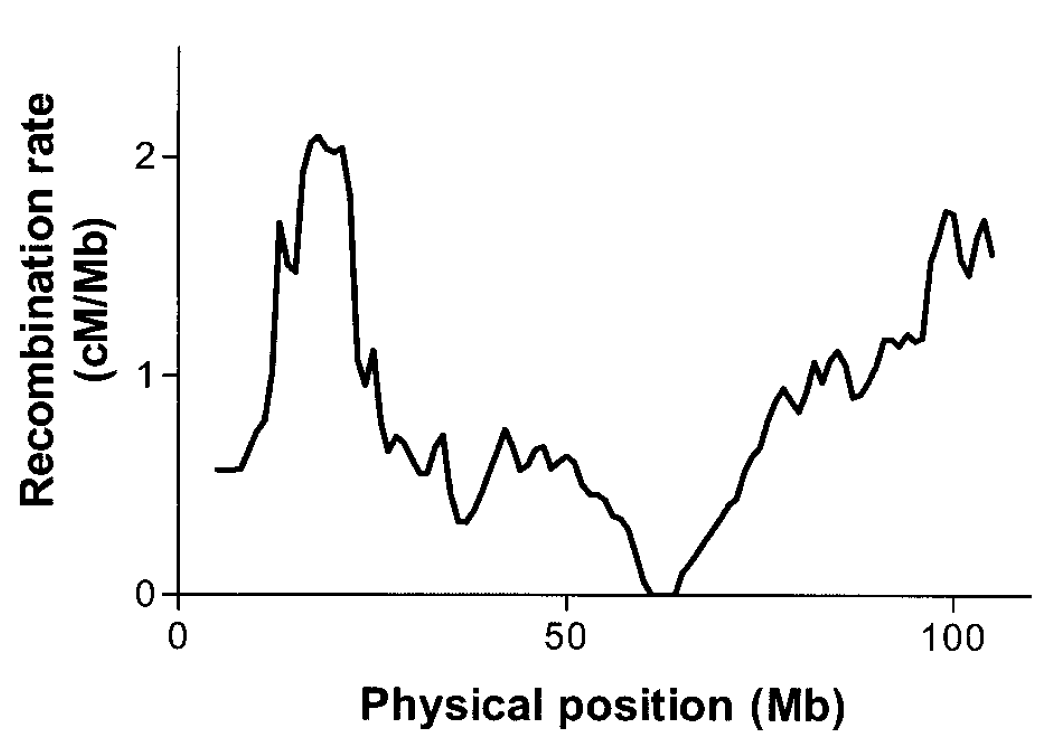 Recombination rate
(cM/Mb)
2
1
0
0
50
100
Physical position (Mb)